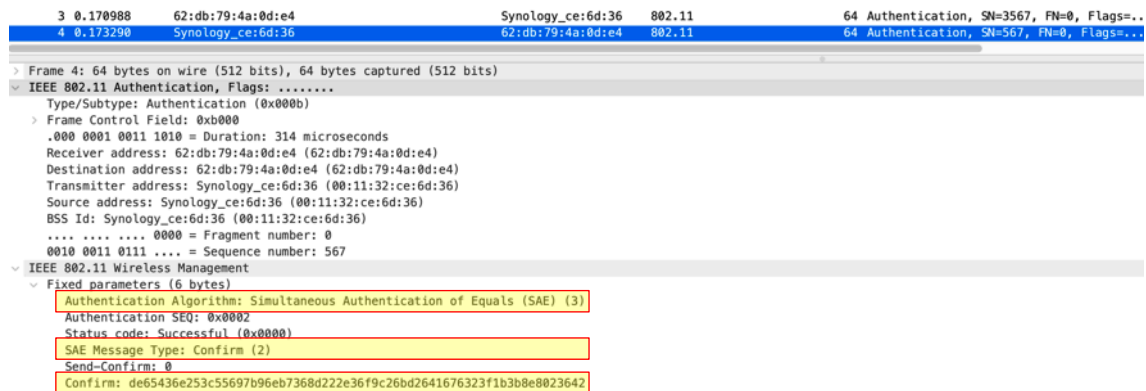 3 0.170988 62:db:79:4a:0d:e4 Synology_ce:6d:36 802.11 64 Authentication, SN=3567, FN=0, Flags=...
4 0.173290 Synology_ce:6d:36 62:db:79:4a:0d:e4 802.11 64 Authentication, SN=567, FN=0, Flags=...
Frame 4: 64 bytes on wire (512 bits), 64 bytes captured (512 bits)
IEEE 802.11 Authentication, Flags: ........
Type/Subtype: Authentication (0x000b)
Frame Control Field: 0xb000
.000 0001 0011 1010 = Duration: 314 microseconds
Receiver address: 62:db:79:4a:0d:e4 (62:db:79:4a:0d:e4)
Destination address: 62:db:79:4a:0d:e4 (62:db:79:4a:0d:e4)
Transmitter address: Synology_ce:6d:36 (00:11:32:ce:6d:36)
Source address: Synology_ce:6d:36 (00:11:32:ce:6d:36)
BSS Id: Synology_ce:6d:36 (00:11:32:ce:6d:36)
.... .... .... 0000 = Fragment number: 0
0010 0011 0111 .... = Sequence number: 567
IEEE 802.11 Wireless Management
Fixed parameters (6 bytes)
Authentication Algorithm: Simultaneous Authentication of Equals (SAE) (3)
Authentication SEQ: 0x0002
Status code: Successful (0x0000)
SAE Message Type: Confirm (2)
Send-Confirm: 0
Confirm: de65436e253c55697b96eb7368d222e36f9c26bd2641676323f1b3b8e8023642